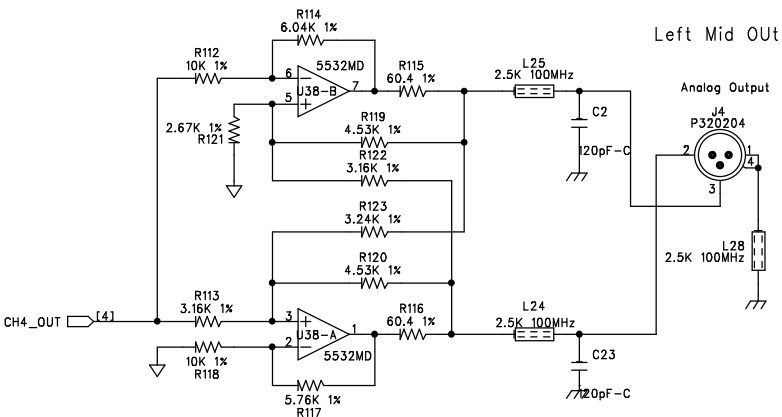 Left Mid OUt
R114
6.04K 1%
R112
10K 1%
6
5532MD
7
U38-B
5
R115
60.4 1%
L25
2.5K 100MHz
Analog Output
J4
P320204
C2
120pF-C
2.67K 1%
R121
R119
4.53K 1%
R122
3.16K 1%
2
1
4
3
R123
3.24K 1%
R120
4.53K 1%
L28
2.5K 100MHz
CH4_OUT
[4]
R113
3.16K 1%
3
1
U38-A
2
5532MD
R116
60.4 1%
L24
2.5K 100MHz
10K 1%
R118
C23
120pF-C
5.76K 1%
R117